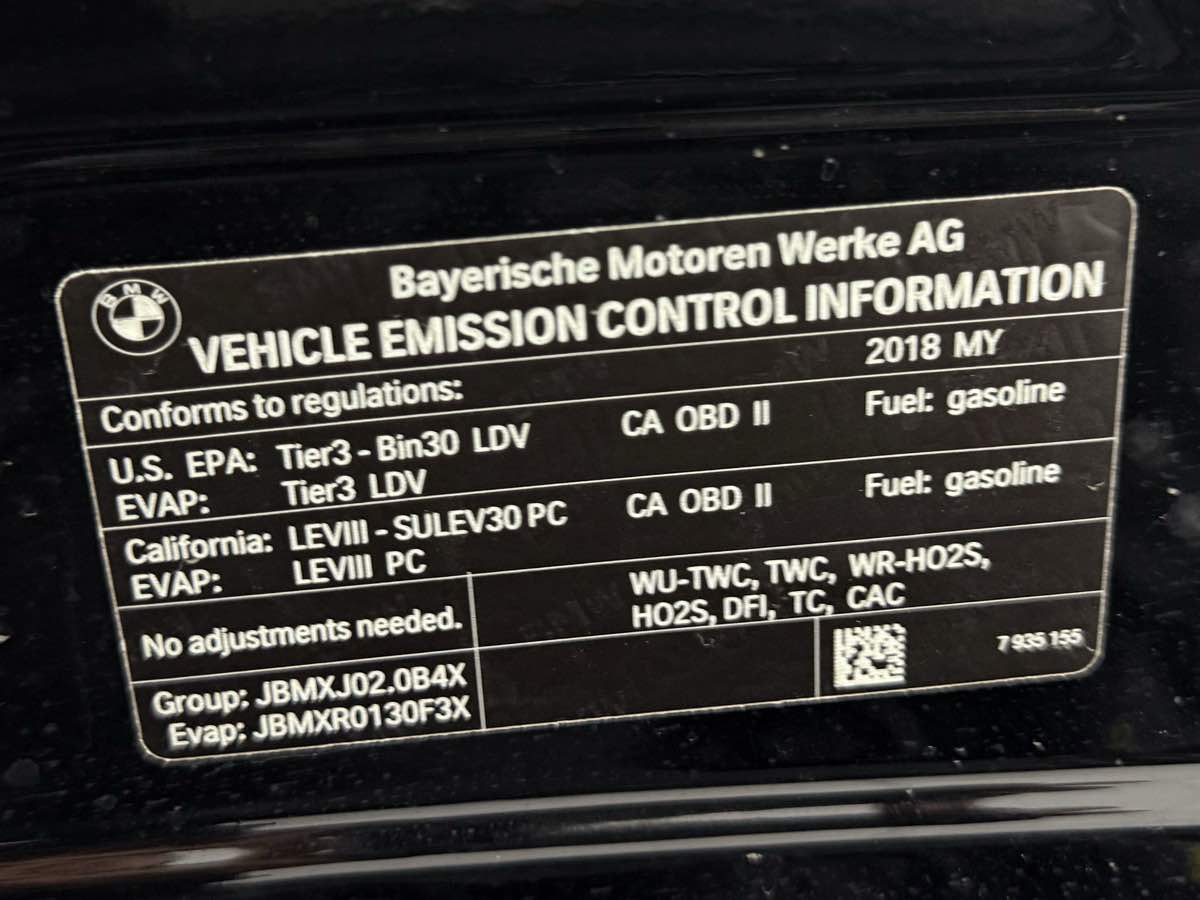 BMW
Bayerische Motoren Werke AG
VEHICLE EMISSION CONTROL INFORMATION
Conforms to regulations: 2018 MY
U.S. EPA: Tier3 - Bin30 LDV CA OBD II Fuel: gasoline
EVAP: Tier3 LDV
California: LEVIII - SULEV30 PC CA OBD II Fuel: gasoline
EVAP: LEVIII PC
No adjustments needed.
WU-TWC, TWC, WR-HO2S,
HO2S, DFI, TC, CAC
Group: JBMXJ02.0B4X
Evap: JBMXR0130F3X
7 935 155